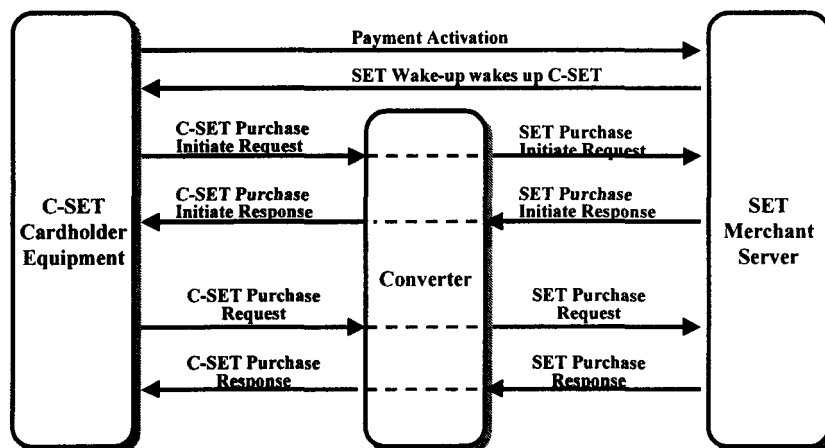 Payment Activation
SET Wake-up wakes up C-SET
C-SET Purchase
Initiate Request
SET Purchase
Initiate Request
C-SET Purchase
Initiate Response
SET Purchase
Initiate Response
C-SET
Cardholder
Equipment
Converter
SET
Merchant
Server
C-SET Purchase
Request
SET Purchase
Request
C-SET Purchase
Response
SET Purchase
Response